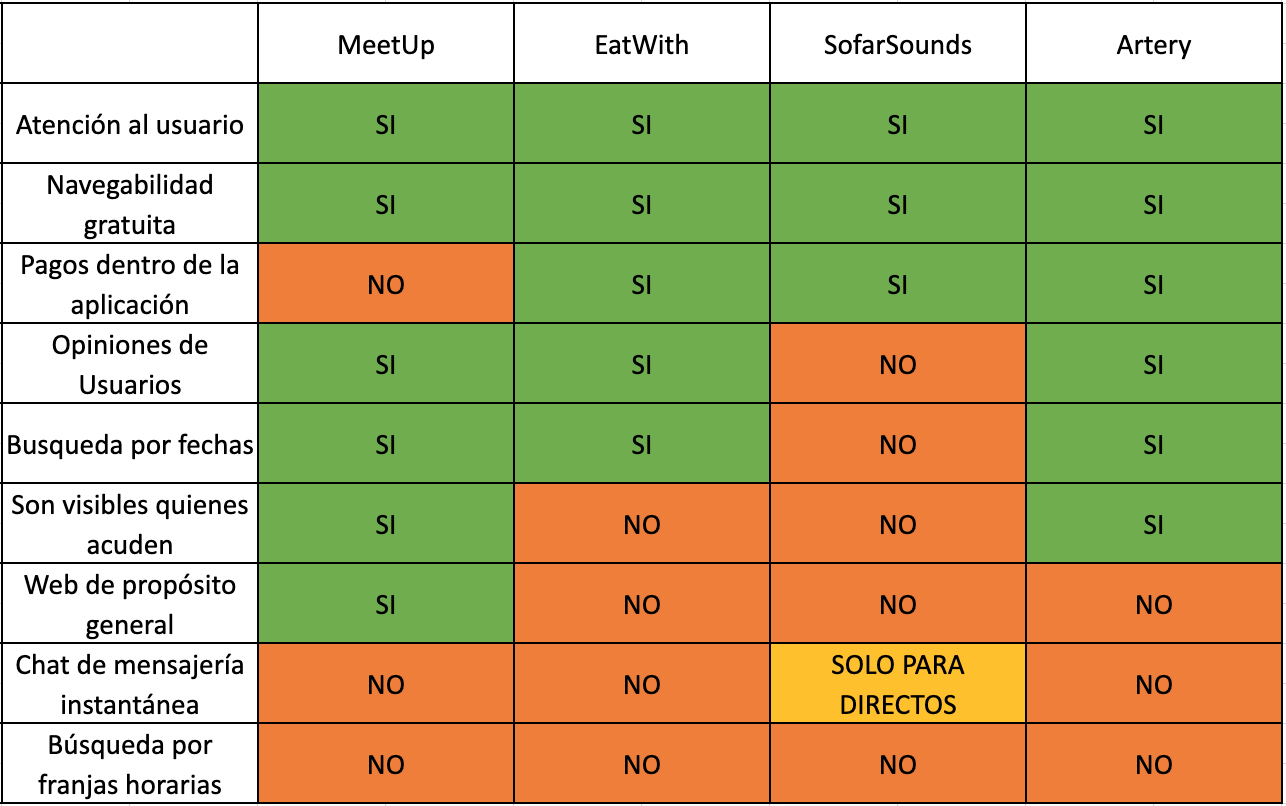 MeetUp EatWith SofarSounds Artery
Atención al usuario SI SI SI SI
Navegabilidad
gratuita SI SI SI SI
Pagos dentro de la
aplicación NO SI SI SI
Opiniones de
Usuarios SI SI NO SI
Busqueda por fechas SI SI NO SI
Son visibles quienes
acuden SI NO NO SI
Web de propósito
general SI NO NO NO
Chat de mensajería
instantánea NO NO SOLO PARA
DIRECTOS NO
Búsqueda por
franjas horarias NO NO NO NO